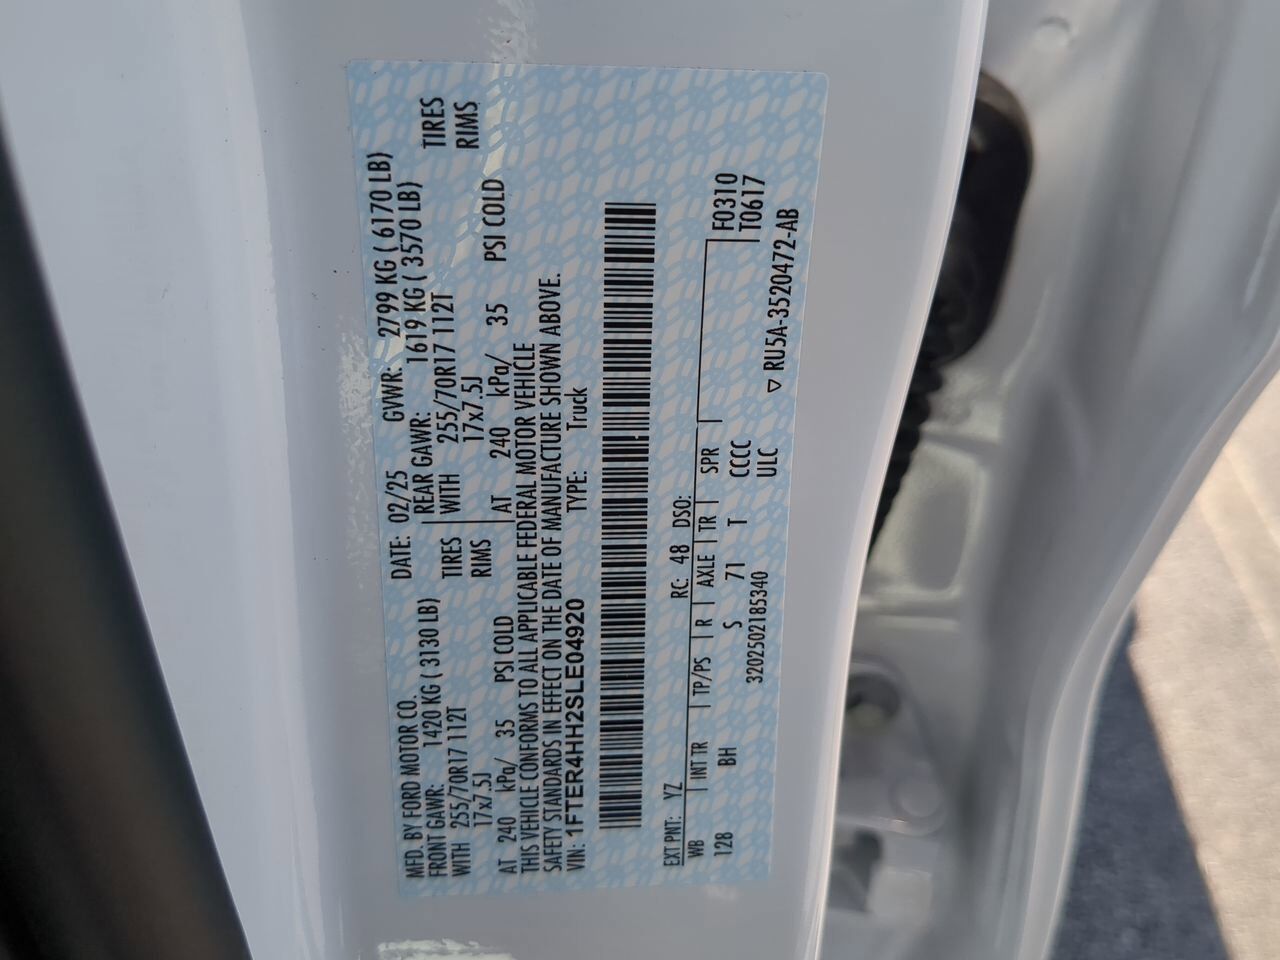 MFD. BY FORD MOTOR CO. DATE: 02/25 GVWR: 2799 KG ( 6170 LB)
FRONT GAWR: 1420 KG ( 3130 LB) REAR GAWR: 1619 KG ( 3570 LB)
WITH 255/70R17 112T TIRES WITH 255/70R17 112T TIRES
17x7.5J RIMS 17x7.5J RIMS
AT 240 kPa/ 35 PSI COLD AT 240 kPa/ 35 PSI COLD
THIS VEHICLE CONFORMS TO ALL APPLICABLE FEDERAL MOTOR VEHICLE
SAFETY STANDARDS IN EFFECT ON THE DATE OF MANUFACTURE SHOWN ABOVE.
VIN: 1FTER4HH2SLE04920 TYPE: Truck
EXT PNT: YZ RC: 48 DSO:
WB INT TR TP/PS R AXLE TR SPR
128 BH S 71 T CCCC F0310
3202502185340 ULC T0617
▽ RU5A-3520472-AB